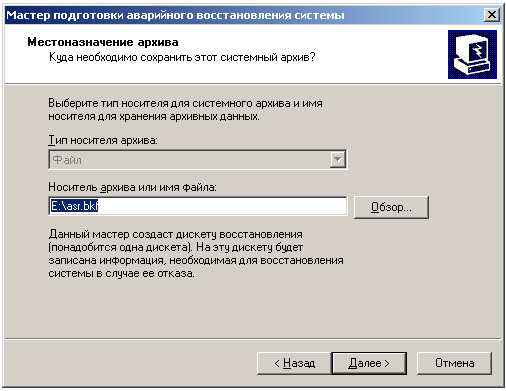 Мастер подготовки аварийного восстановления системы
Местоназначение архива
Куда необходимо сохранить этот системный архив?
Выберите тип носителя для системного архива и имя
носителя для хранения архивных данных.
Тип носителя архива:
Файл
Носитель архива или имя файла:
E:\asr.bkf
Обзор...
Данный мастер создаст дискету восстановления
(понадобится одна дискета). На эту дискету будет
записана информация, необходимая для восстановления
системы в случае ее отказа.
< Назад
Далее >
Отмена